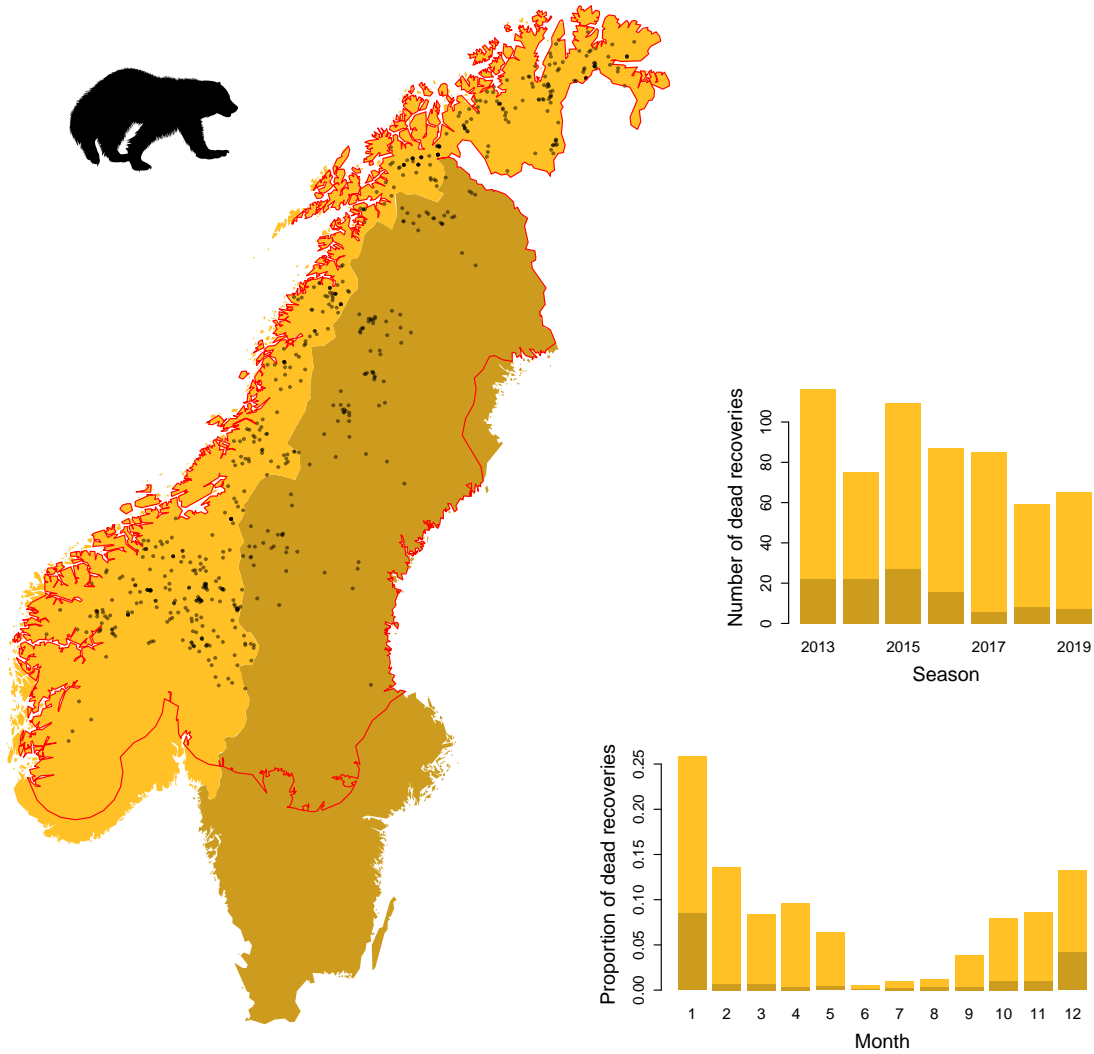 Number of dead recoveries
100
80
60
40
20
0
2013 2015 2017 2019
Season
Proportion of dead recoveries
0.25
0.20
0.15
0.10
0.05
0.00
1 2 3 4 5 6 7 8 9 10 11 12
Month